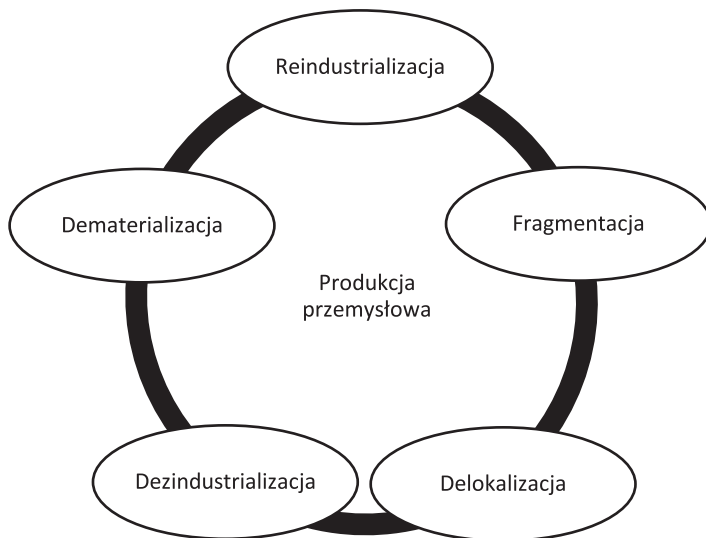 Reindustrializacja
Dematerializacja
Fragmentacja
Produkcja
przemysłowa
Dezindustrializacja
Delokalizacja